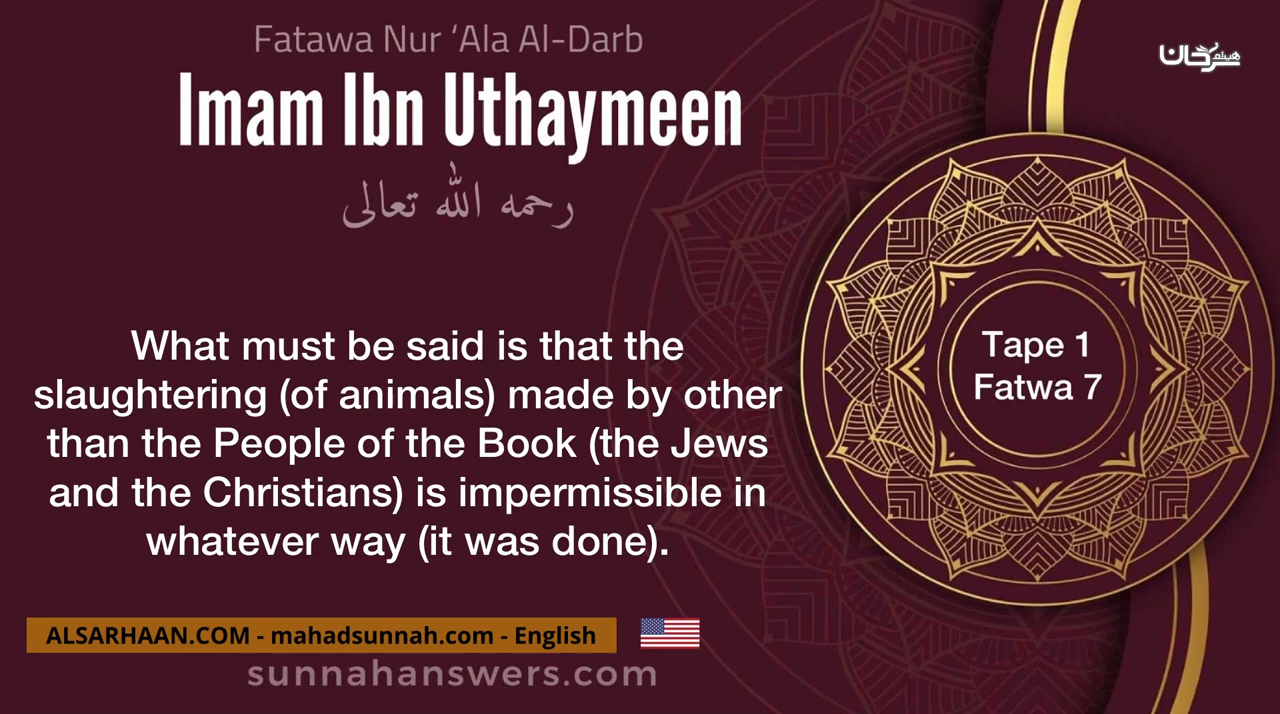 Fatawa Nur ‘Ala Al-Darb
Imam Ibn Uthaymeen
رحمه الله تعالى
هيثم سرحان
What must be said is that the
slaughtering (of animals) made by other
than the People of the Book (the Jews
and the Christians) is impermissible in
whatever way (it was done).
Tape 1
Fatwa 7
ALSARHAAN.COM - mahadsunnah.com - English
sunnahanswers.com